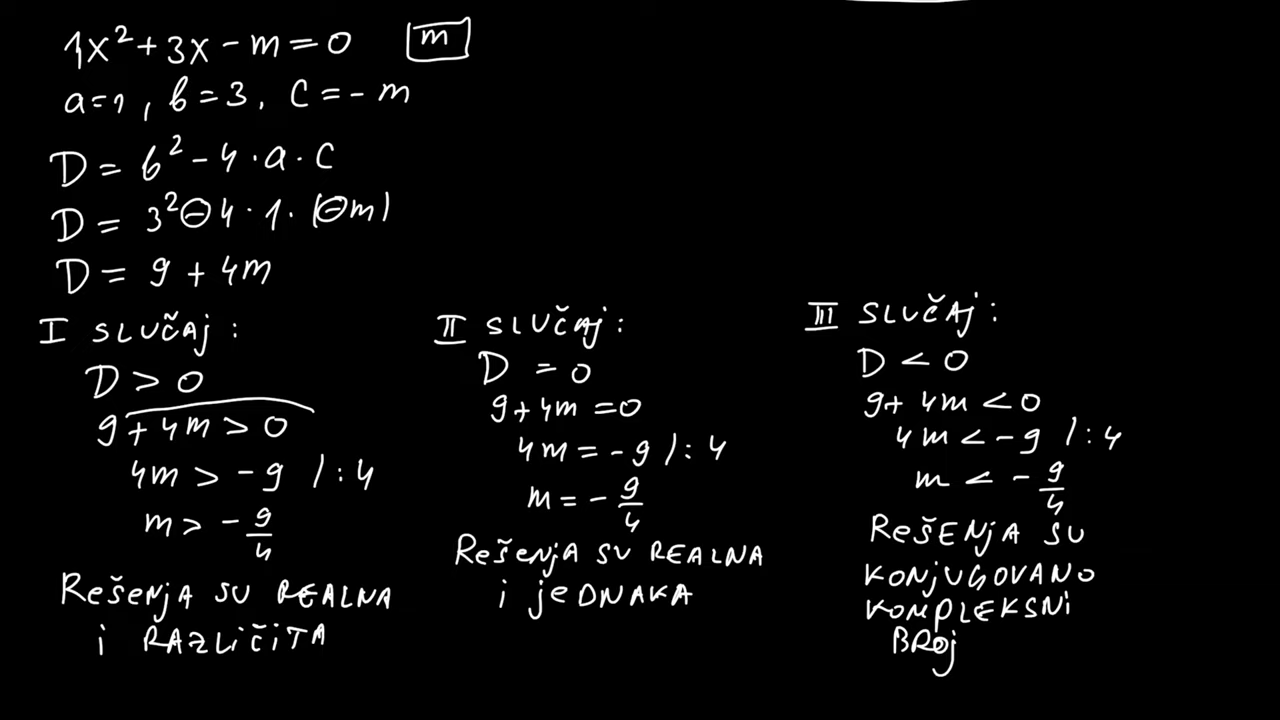 1x² + 3x - m = 0 m
a=1, b=3, c=-m
D = b² - 4·a·c
D = 3² - 4·1·(-m)
D = 9 + 4m
I SLUČAj:
D > 0
9 + 4m > 0
4m > -9 /:4
m > -9/4
Rešenja SU REALNA
i RAZLiČiTA
II SLUČAj:
D = 0
9+4m = 0
4m = -9 /:4
m = -9/4
Rešenja SU REALNA
i jEDNAKA
III SLUČAj:
D < 0
9+4m < 0
4m < -9 /:4
m < -9/4
REŠENjA SU
KONjUGOVANO
KOMPLEKSNi
BROj